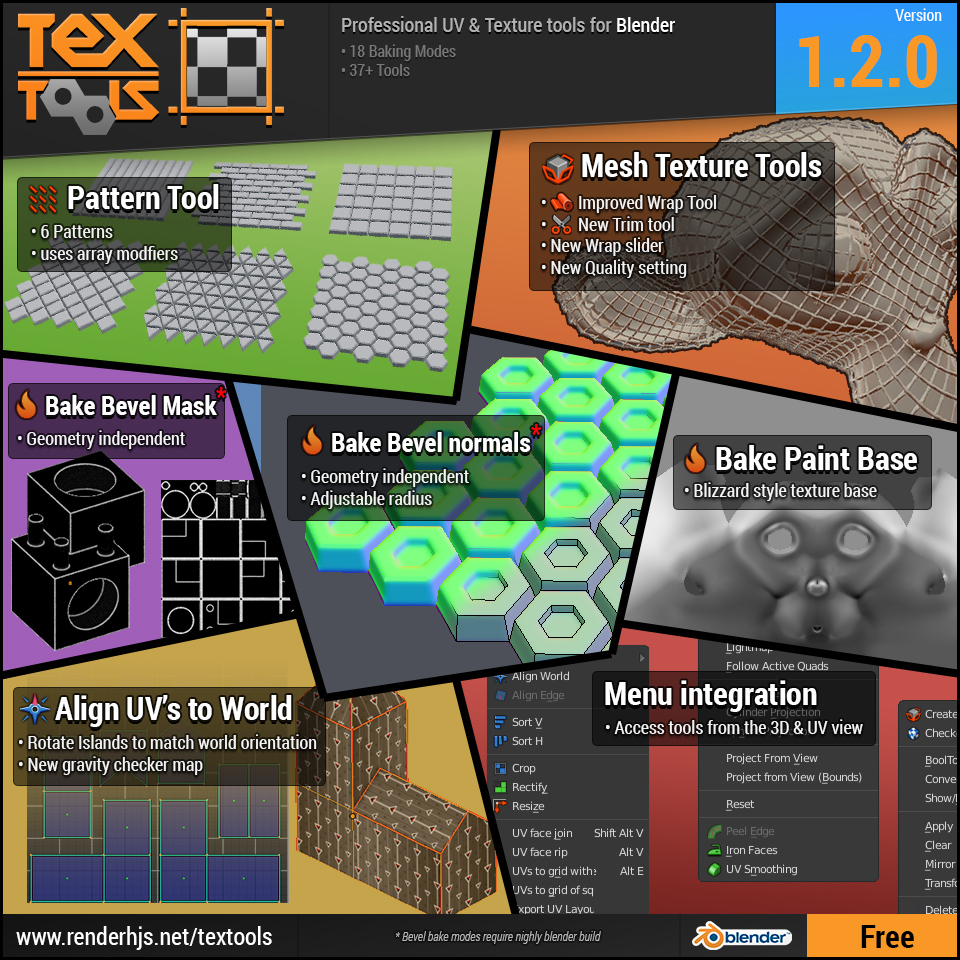 TEX
TOOLS
Professional UV & Texture tools for Blender
• 18 Baking Modes
• 37+ Tools
Version
1.2.0
Pattern Tool
• 6 Patterns
• uses array modfiers
Mesh Texture Tools
• Improved Wrap Tool
• New Trim tool
• New Wrap slider
• New Quality setting
Bake Bevel Mask*
• Geometry independent
Bake Bevel normals*
• Geometry independent
• Adjustable radius
Bake Paint Base
• Blizzard style texture base
Align UV's to World
• Rotate Islands to match world orientation
• New gravity checker map
Menu integration
• Access tools from the 3D & UV view
Align World
Align Edge
Sort V
Sort H
Crop
Rectify
Resize
UV face join Shift Alt V
UV face rip Alt V
UVs to grid with: Alt E
UVs to grid of sq
Export UV Layou
Lightmap
Follow Active Quads
Cylinder Projection
Project From View
Project from View (Bounds)
Reset
Peel Edge
Iron Faces
UV Smoothing
Create
Check
BoolTo
Conve
Show/
Apply
Clear
Mirror
Transfo
Delete
www.renderhjs.net/textools
* Bevel bake modes require nighly blender build
blender
Free